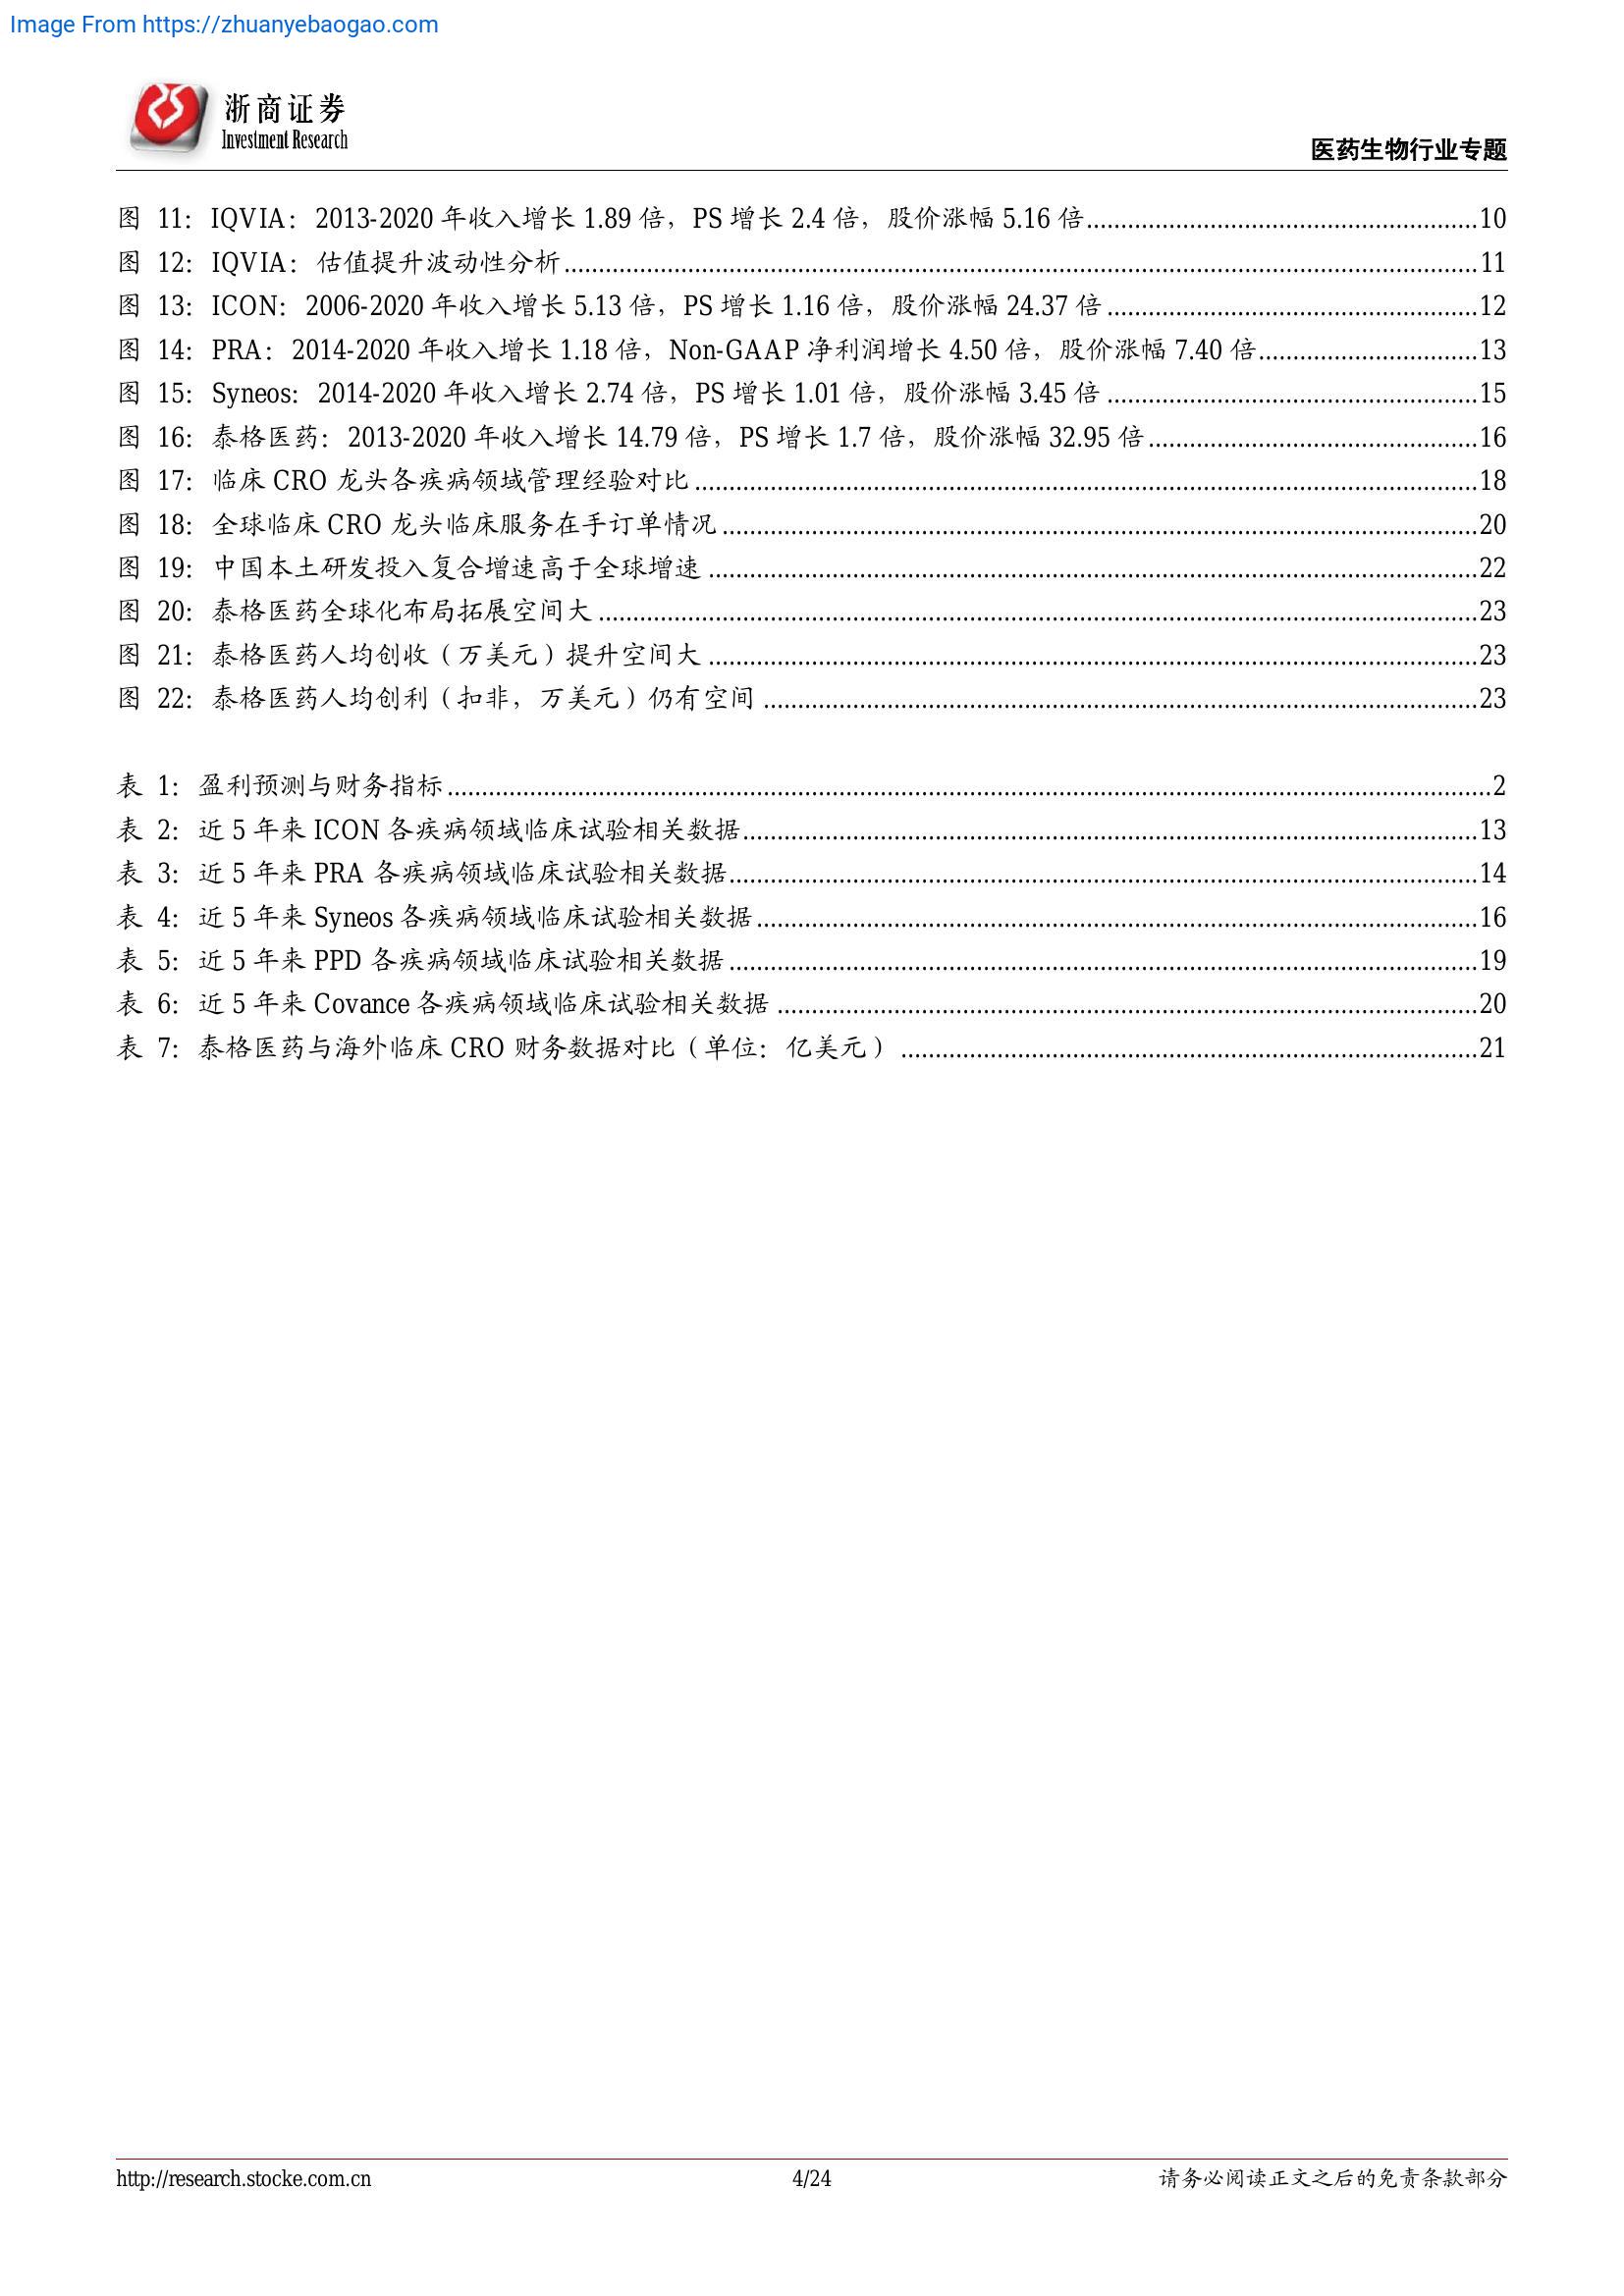 Image From https://zhuanyebaogao.com
浙商证券
Investment Research
医药生物行业专题
图 11: IQVIA: 2013-2020 年收入增长 1.89 倍，PS 增长 2.4 倍，股价涨幅 5.16 倍 10
图 12: IQVIA: 估值提升波动性分析 11
图 13: ICON: 2006-2020 年收入增长 5.13 倍，PS 增长 1.16 倍，股价涨幅 24.37 倍 12
图 14: PRA: 2014-2020 年收入增长 1.18 倍，Non-GAAP 净利润增长 4.50 倍，股价涨幅 7.40 倍 13
图 15: Syneos: 2014-2020 年收入增长 2.74 倍，PS 增长 1.01 倍，股价涨幅 3.45 倍 15
图 16: 泰格医药: 2013-2020 年收入增长 14.79 倍，PS 增长 1.7 倍，股价涨幅 32.95 倍 16
图 17: 临床 CRO 龙头各疾病领域管理经验对比 18
图 18: 全球临床 CRO 龙头临床服务在手订单情况 20
图 19: 中国本土研发投入复合增速高于全球增速 22
图 20: 泰格医药全球化布局拓展空间大 23
图 21: 泰格医药人均创收（万美元）提升空间大 23
图 22: 泰格医药人均创利（扣非，万美元）仍有空间 23
表 1: 盈利预测与财务指标 2
表 2: 近 5 年来 ICON 各疾病领域临床试验相关数据 13
表 3: 近 5 年来 PRA 各疾病领域临床试验相关数据 14
表 4: 近 5 年来 Syneos 各疾病领域临床试验相关数据 16
表 5: 近 5 年来 PPD 各疾病领域临床试验相关数据 19
表 6: 近 5 年来 Covance 各疾病领域临床试验相关数据 20
表 7: 泰格医药与海外临床 CRO 财务数据对比（单位: 亿美元） 21
http://research.stocke.com.cn 4/24 请务必阅读正文之后的免责条款部分